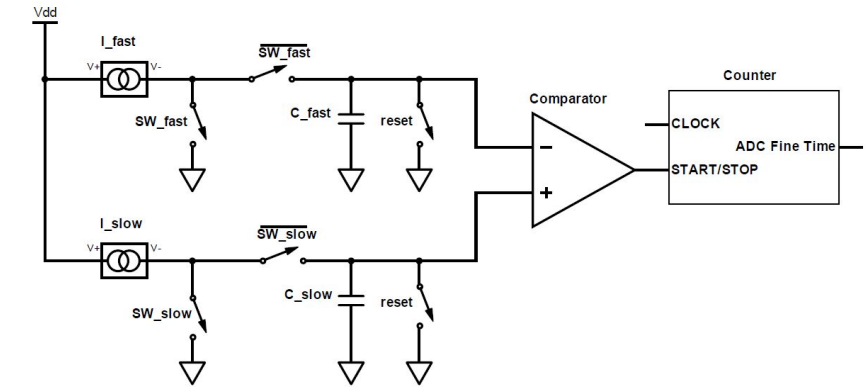 Vdd
I_fast
V+
V-
SW_fast
SW_fast
C_fast
reset
Comparator
−
+
Counter
CLOCK
ADC Fine Time
START/STOP
I_slow
V+
V-
SW_slow
SW_slow
C_slow
reset